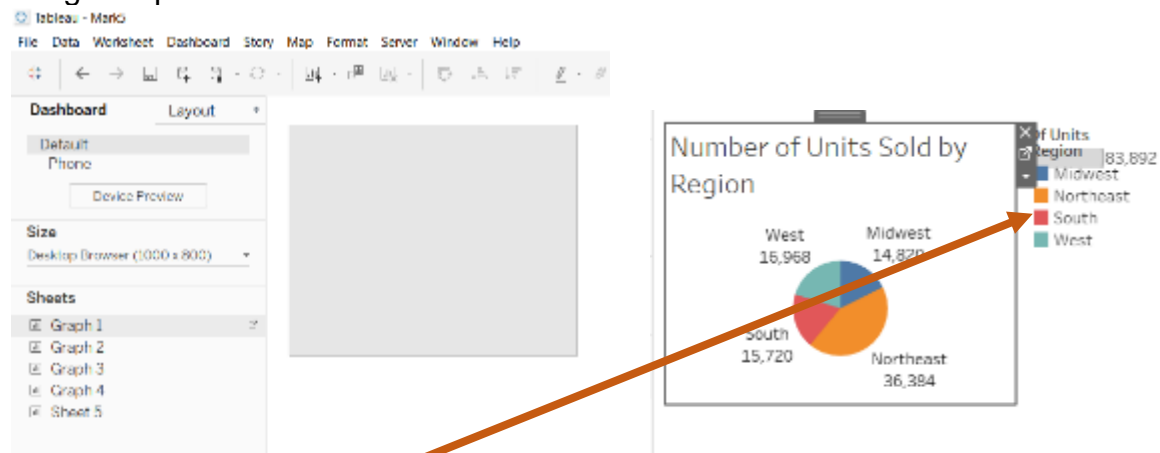 Tableau - Mark5
File Data Worksheet Dashboard Story Map Format Server Window Help
Dashboard Layout
Default
Phone
Device Preview
Size
Desktop Browser (1000 x 800)
Sheets
Graph 1
Graph 2
Graph 3
Graph 4
Sheet 5
Number of Units Sold by
Region
West
16,968
Midwest
14,820
South
15,720
Northeast
36,384
Of Units
Region
83,892
Midwest
Northeast
South
West